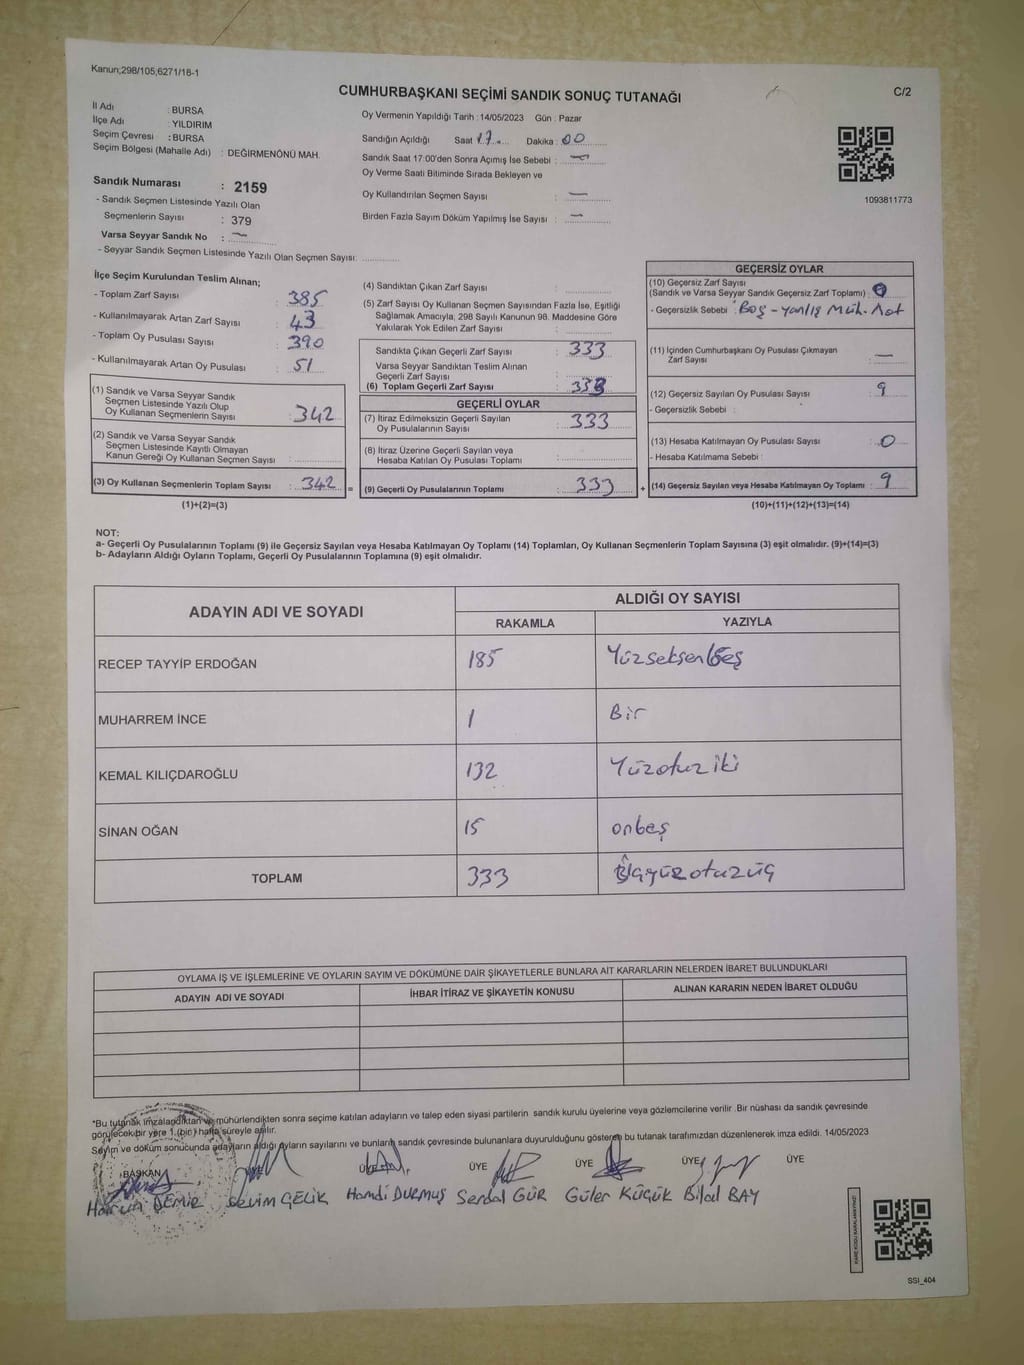 Kanun;298/105,6271/16-1
CUMHURBAŞKANI SEÇİMİ SANDIK SONUÇ TUTANAĞI
C/2
İl Adı : BURSA
İlçe Adı : YILDIRIM
Seçim Çevresi : BURSA
Seçim Bölgesi (Mahalle Adı) : DEĞİRMENÖNÜ MAH.
Sandık Numarası : 2159
- Sandık Seçmen Listesinde Yazılı Olan
Seçmenlerin Sayısı : 379
Varsa Seyyar Sandık No : —
- Seyyar Sandık Seçmen Listesinde Yazılı Olan Seçmen Sayısı:
Oy Vermenin Yapıldığı Tarih : 14/05/2023 Gün : Pazar
Sandığın Açıldığı Saat 17 Dakika : 00
Sandık Saat 17:00'den Sonra Açımış İse Sebebi : —
Oy Verme Saati Bitiminde Sırada Bekleyen ve
Oy Kullandırılan Seçmen Sayısı : —
Birden Fazla Sayım Döküm Yapılmış İse Sayısı : —
1093811773
İlçe Seçim Kurulundan Teslim Alınan;
- Toplam Zarf Sayısı : 385
- Kullanılmayarak Artan Zarf Sayısı : 43
- Toplam Oy Pusulası Sayısı : 390
- Kullanılmayarak Artan Oy Pusulası : 51
(1) Sandık ve Varsa Seyyar Sandık
Seçmen Listesinde Yazılı Olup
Oy Kullanan Seçmenlerin Sayısı : 342
(2) Sandık ve Varsa Seyyar Sandık
Seçmen Listesinde Kayıtlı Olmayan
Kanun Gereği Oy Kullanan Seçmen Sayısı :
(3) Oy Kullanan Seçmenlerin Toplam Sayısı : 342 =
(1)+(2)=(3)
(4) Sandıktan Çıkan Zarf Sayısı :
(5) Zarf Sayısı Oy Kullanan Seçmen Sayısından Fazla İse, Eşitliği
Sağlamak Amacıyla, 298 Sayılı Kanunun 98. Maddesine Göre
Yakılarak Yok Edilen Zarf Sayısı :
Sandıkta Çıkan Geçerli Zarf Sayısı : 333
Varsa Seyyar Sandıktan Teslim Alınan
Geçerli Zarf Sayısı :
(6) Toplam Geçerli Zarf Sayısı : 333
GEÇERLİ OYLAR
(7) İtiraz Edilmeksizin Geçerli Sayılan
Oy Pusulalarının Sayısı : 333
(8) İtiraz Üzerine Geçerli Sayılan veya
Hesaba Katılan Oy Pusulası Toplamı :
(9) Geçerli Oy Pusulalarının Toplamı : 333 +
GEÇERSİZ OYLAR
(10) Geçersiz Zarf Sayısı
(Sandık ve Varsa Seyyar Sandık Geçersiz Zarf Toplamı) : 0
- Geçersizlik Sebebi : Boş - yanlış Müh.
(11) İçinden Cumhurbaşkanı Oy Pusulası Çıkmayan
Zarf Sayısı : —
(12) Geçersiz Sayılan Oy Pusulası Sayısı : 9
- Geçersizlik Sebebi :
(13) Hesaba Katılmayan Oy Pusulası Sayısı : 0
- Hesaba Katılmama Sebebi :
(14) Geçersiz Sayılan veya Hesaba Katılmayan Oy Toplamı : 9
(10)+(11)+(12)+(13)=(14)
NOT:
a- Geçerli Oy Pusulalarının Toplamı (9) ile Geçersiz Sayılan veya Hesaba Katılmayan Oy Toplamı (14) Toplamları, Oy Kullanan Seçmenlerin Toplam Sayısına (3) eşit olmalıdır. (9)+(14)=(3)
b- Adayların Aldığı Oyların Toplamı, Geçerli Oy Pusulalarının Toplamına (9) eşit olmalıdır.
ADAYIN ADI VE SOYADI
ALDIĞI OY SAYISI
RAKAMLA YAZIYLA
RECEP TAYYİP ERDOĞAN 185 Yüzseksenbeş
MUHARREM İNCE 1 Bir
KEMAL KILIÇDAROĞLU 132 Yüzotuziki
SİNAN OĞAN 15 onbeş
TOPLAM 333 Üçyüzotuzüç
OYLAMA İŞ VE İŞLEMLERİNE VE OYLARIN SAYIM VE DÖKÜMÜNE DAİR ŞİKAYETLERLE BUNLARA AİT KARARLARIN NELERDEN İBARET BULUNDUKLARI
ADAYIN ADI VE SOYADI İHBAR İTİRAZ VE ŞİKAYETİN KONUSU ALINAN KARARIN NEDEN İBARET OLDUĞU
*Bu tutanak imzalandıktan ve mühürlendikten sonra seçime katılan adayların ve talep eden siyasi partilerin sandık kurulu üyelerine veya gözlemcilerine verilir .Bir nüshası da sandık çevresinde
görülecek bir yere 1 (bir) hafta süreyle asılır.
Sayım ve döküm sonucunda adayların aldığı oyların sayılarını ve bunların sandık çevresinde bulunanlara duyurulduğunu gösteren bu tutanak tarafımızdan düzenlenerek imza edildi. 14/05/2023
BAŞKAN ÜYE ÜYE ÜYE ÜYE ÜYE
Harun DEMİR Sevim ÇELİK Hamdi DURMUŞ Serdal GÜR Güler KÜÇÜK Bilal BAY
SSI_404